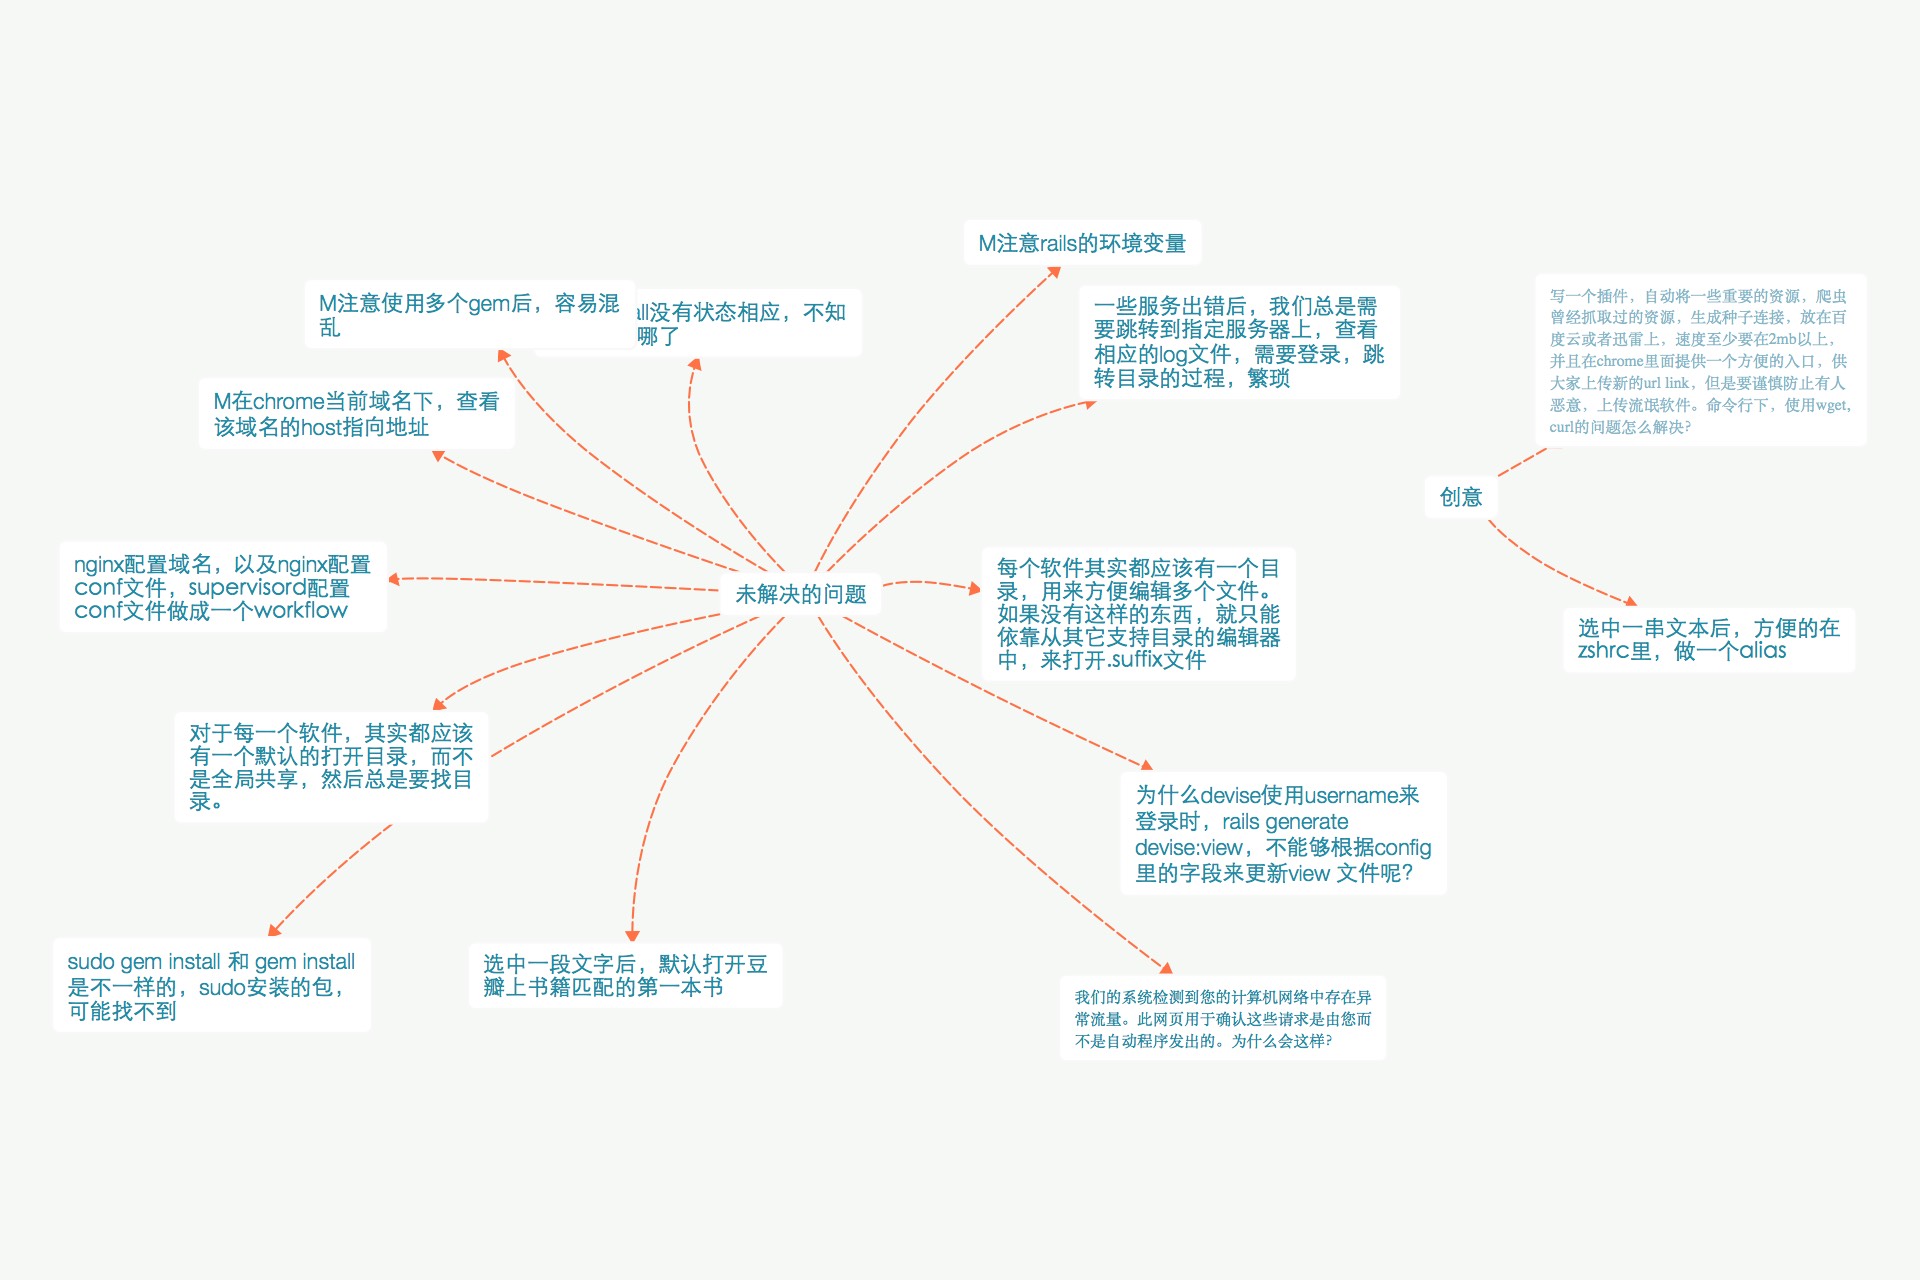 M注意rails的环境变量
M注意使用多个gem后，容易混
乱
all没有状态相应，不知
哪了
一些服务出错后，我们总是需
要跳转到指定服务器上，查看
相应的log文件，需要登录，跳
转目录的过程，繁琐
写一个插件，自动将一些重要的资源，爬虫
曾经抓取过的资源，生成种子连接，放在百
度云或者迅雷上，速度至少要在2mb以上，
并且在chrome里面提供一个方便的入口，供
大家上传新的url link，但是要谨慎防止有人
恶意，上传流氓软件。命令行下，使用wget,
curl的问题怎么解决?
M在chrome当前域名下，查看
该域名的host指向地址
创意
nginx配置域名，以及nginx配置
conf文件，supervisord配置
conf文件做成一个workflow
未解决的问题
每个软件其实都应该有一个目
录，用来方便编辑多个文件。
如果没有这样的东西，就只能
依靠从其它支持目录的编辑器
中，来打开.suffix文件
选中一串文本后，方便的在
zshrc里，做一个alias
对于每一个软件，其实都应该
有一个默认的打开目录，而不
是全局共享，然后总是要找目
录。
为什么devise使用username来
登录时，rails generate
devise:view，不能够根据config
里的字段来更新view 文件呢?
sudo gem install 和 gem install
是不一样的，sudo安装的包，
可能找不到
选中一段文字后，默认打开豆
瓣上书籍匹配的第一本书
我们的系统检测到您的计算机网络中存在异
常流量。此网页用于确认这些请求是由您而
不是自动程序发出的。为什么会这样?